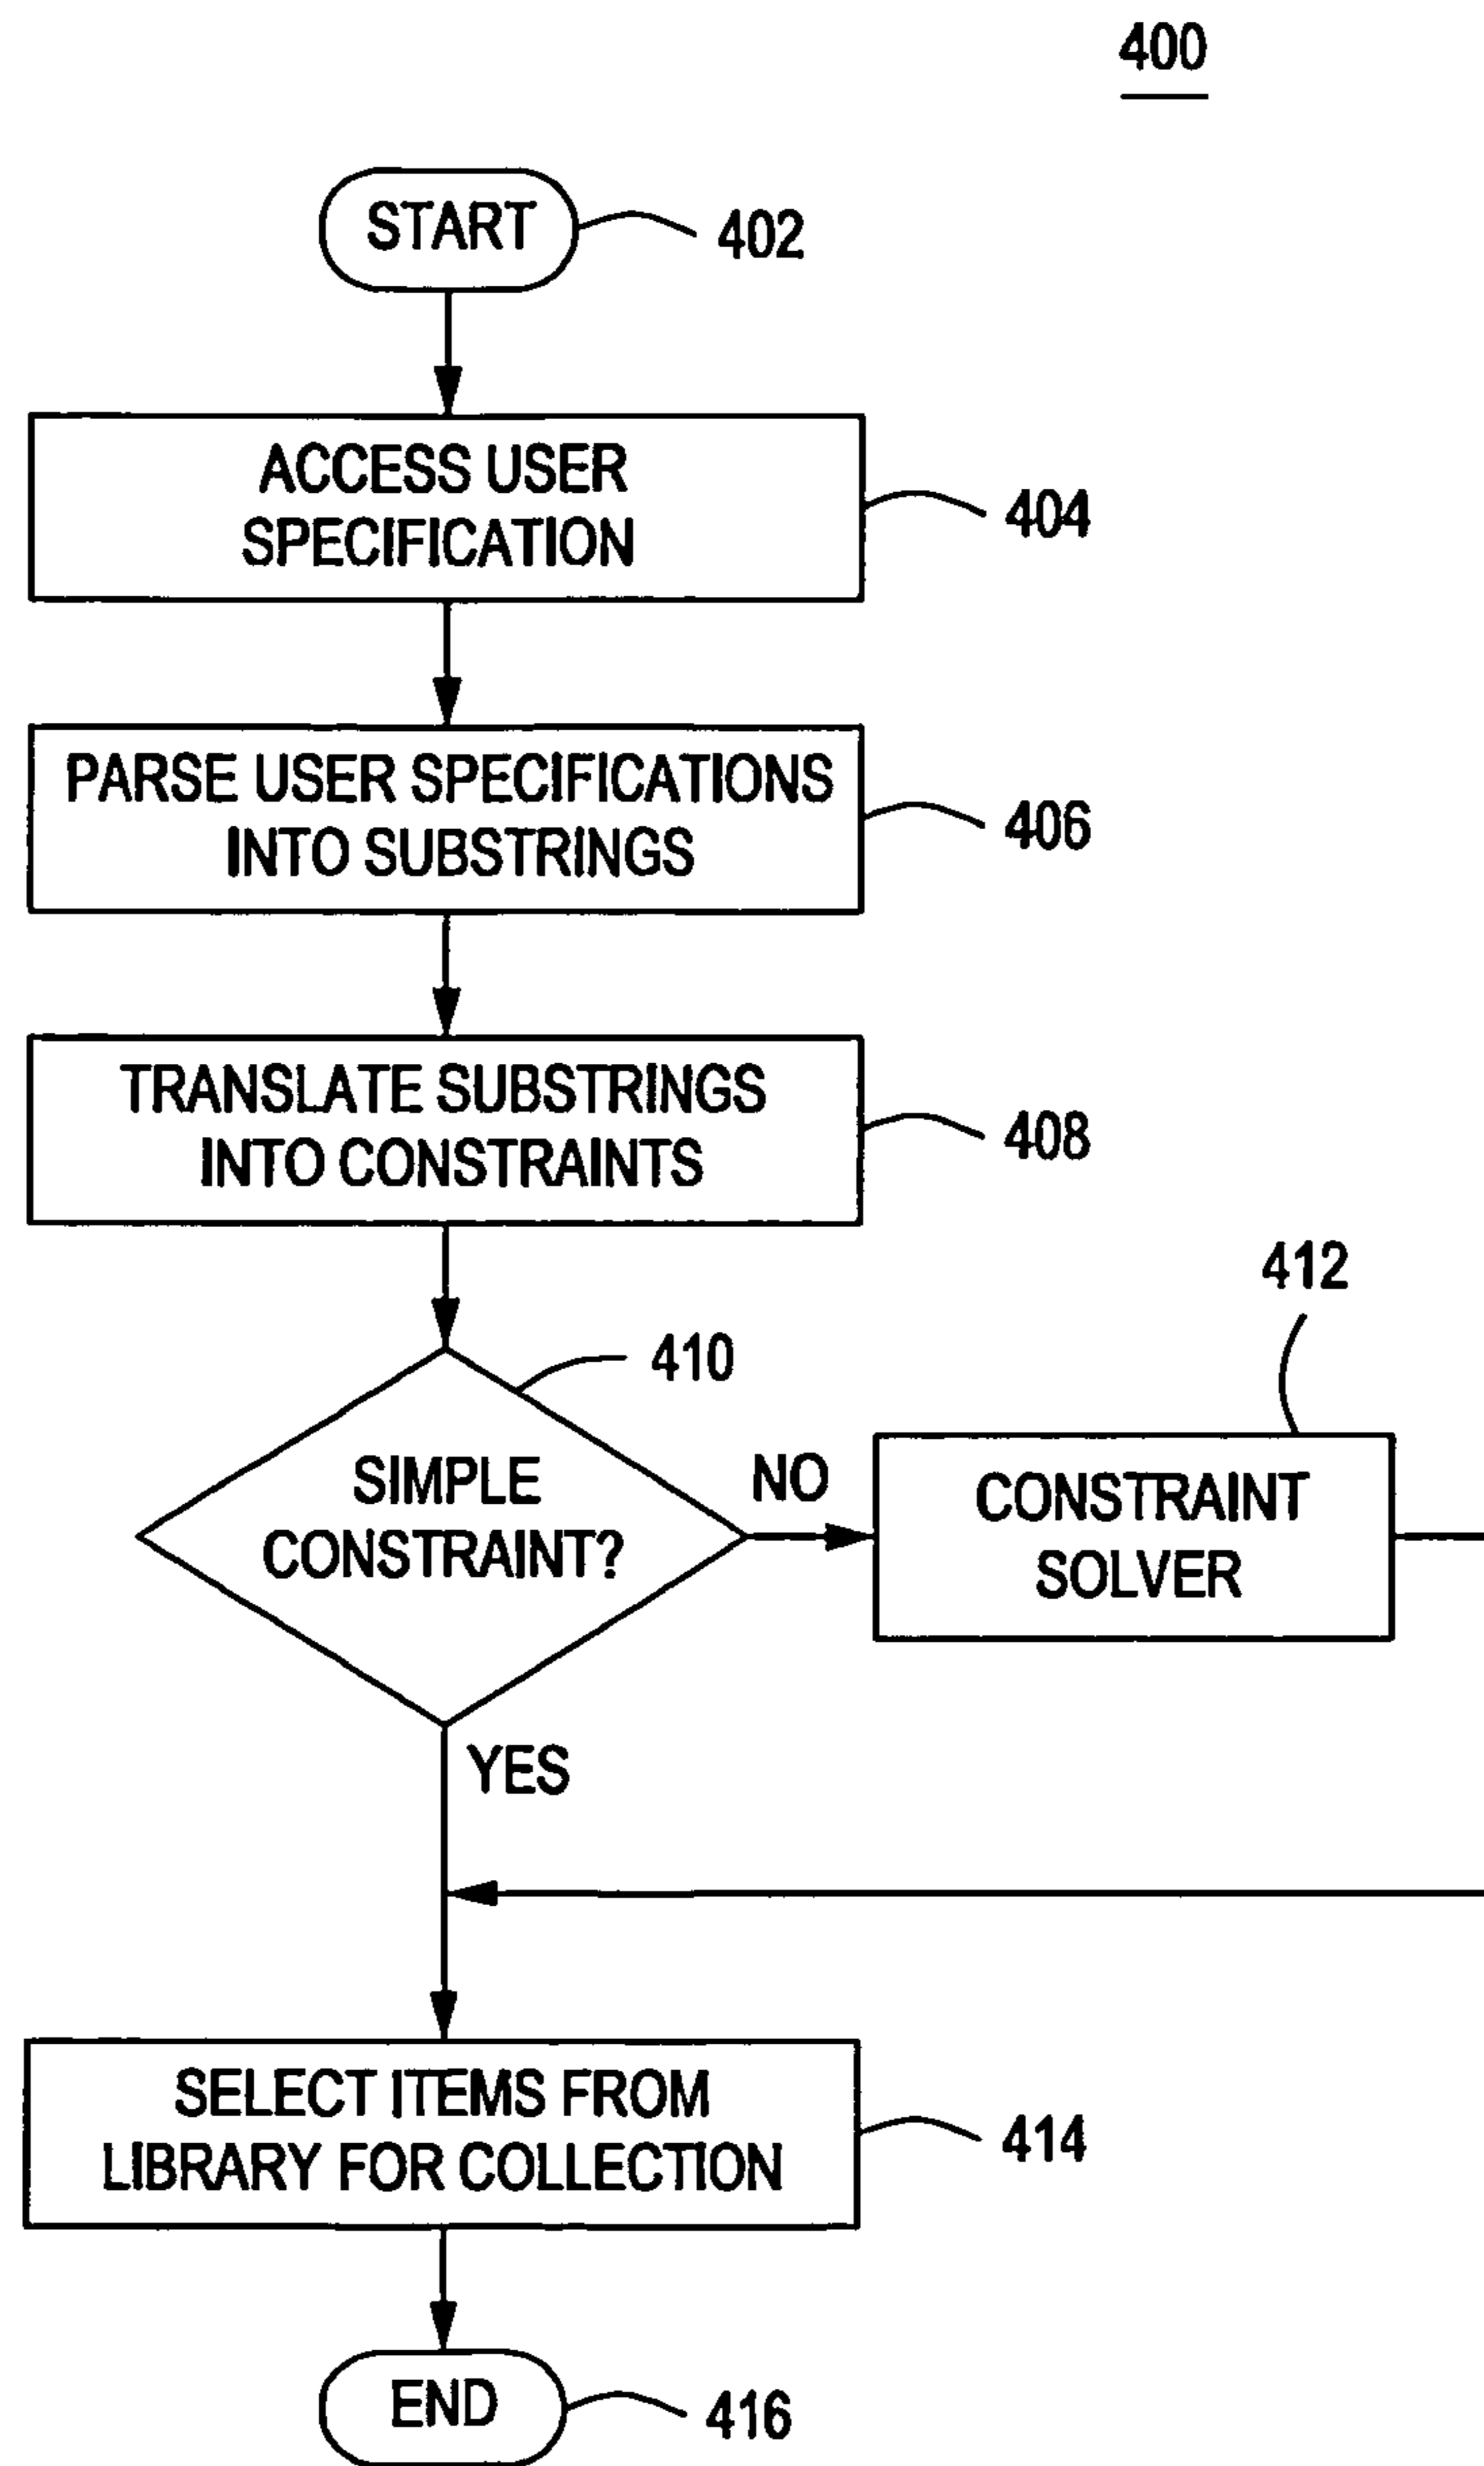 400
START
402
ACCESS USER
SPECIFICATION
404
PARSE USER SPECIFICATIONS
INTO SUBSTRINGS
406
TRANSLATE SUBSTRINGS
INTO CONSTRAINTS
408
410
SIMPLE
CONSTRAINT?
NO
412
CONSTRAINT
SOLVER
YES
SELECT ITEMS FROM
LIBRARY FOR COLLECTION
414
END
416